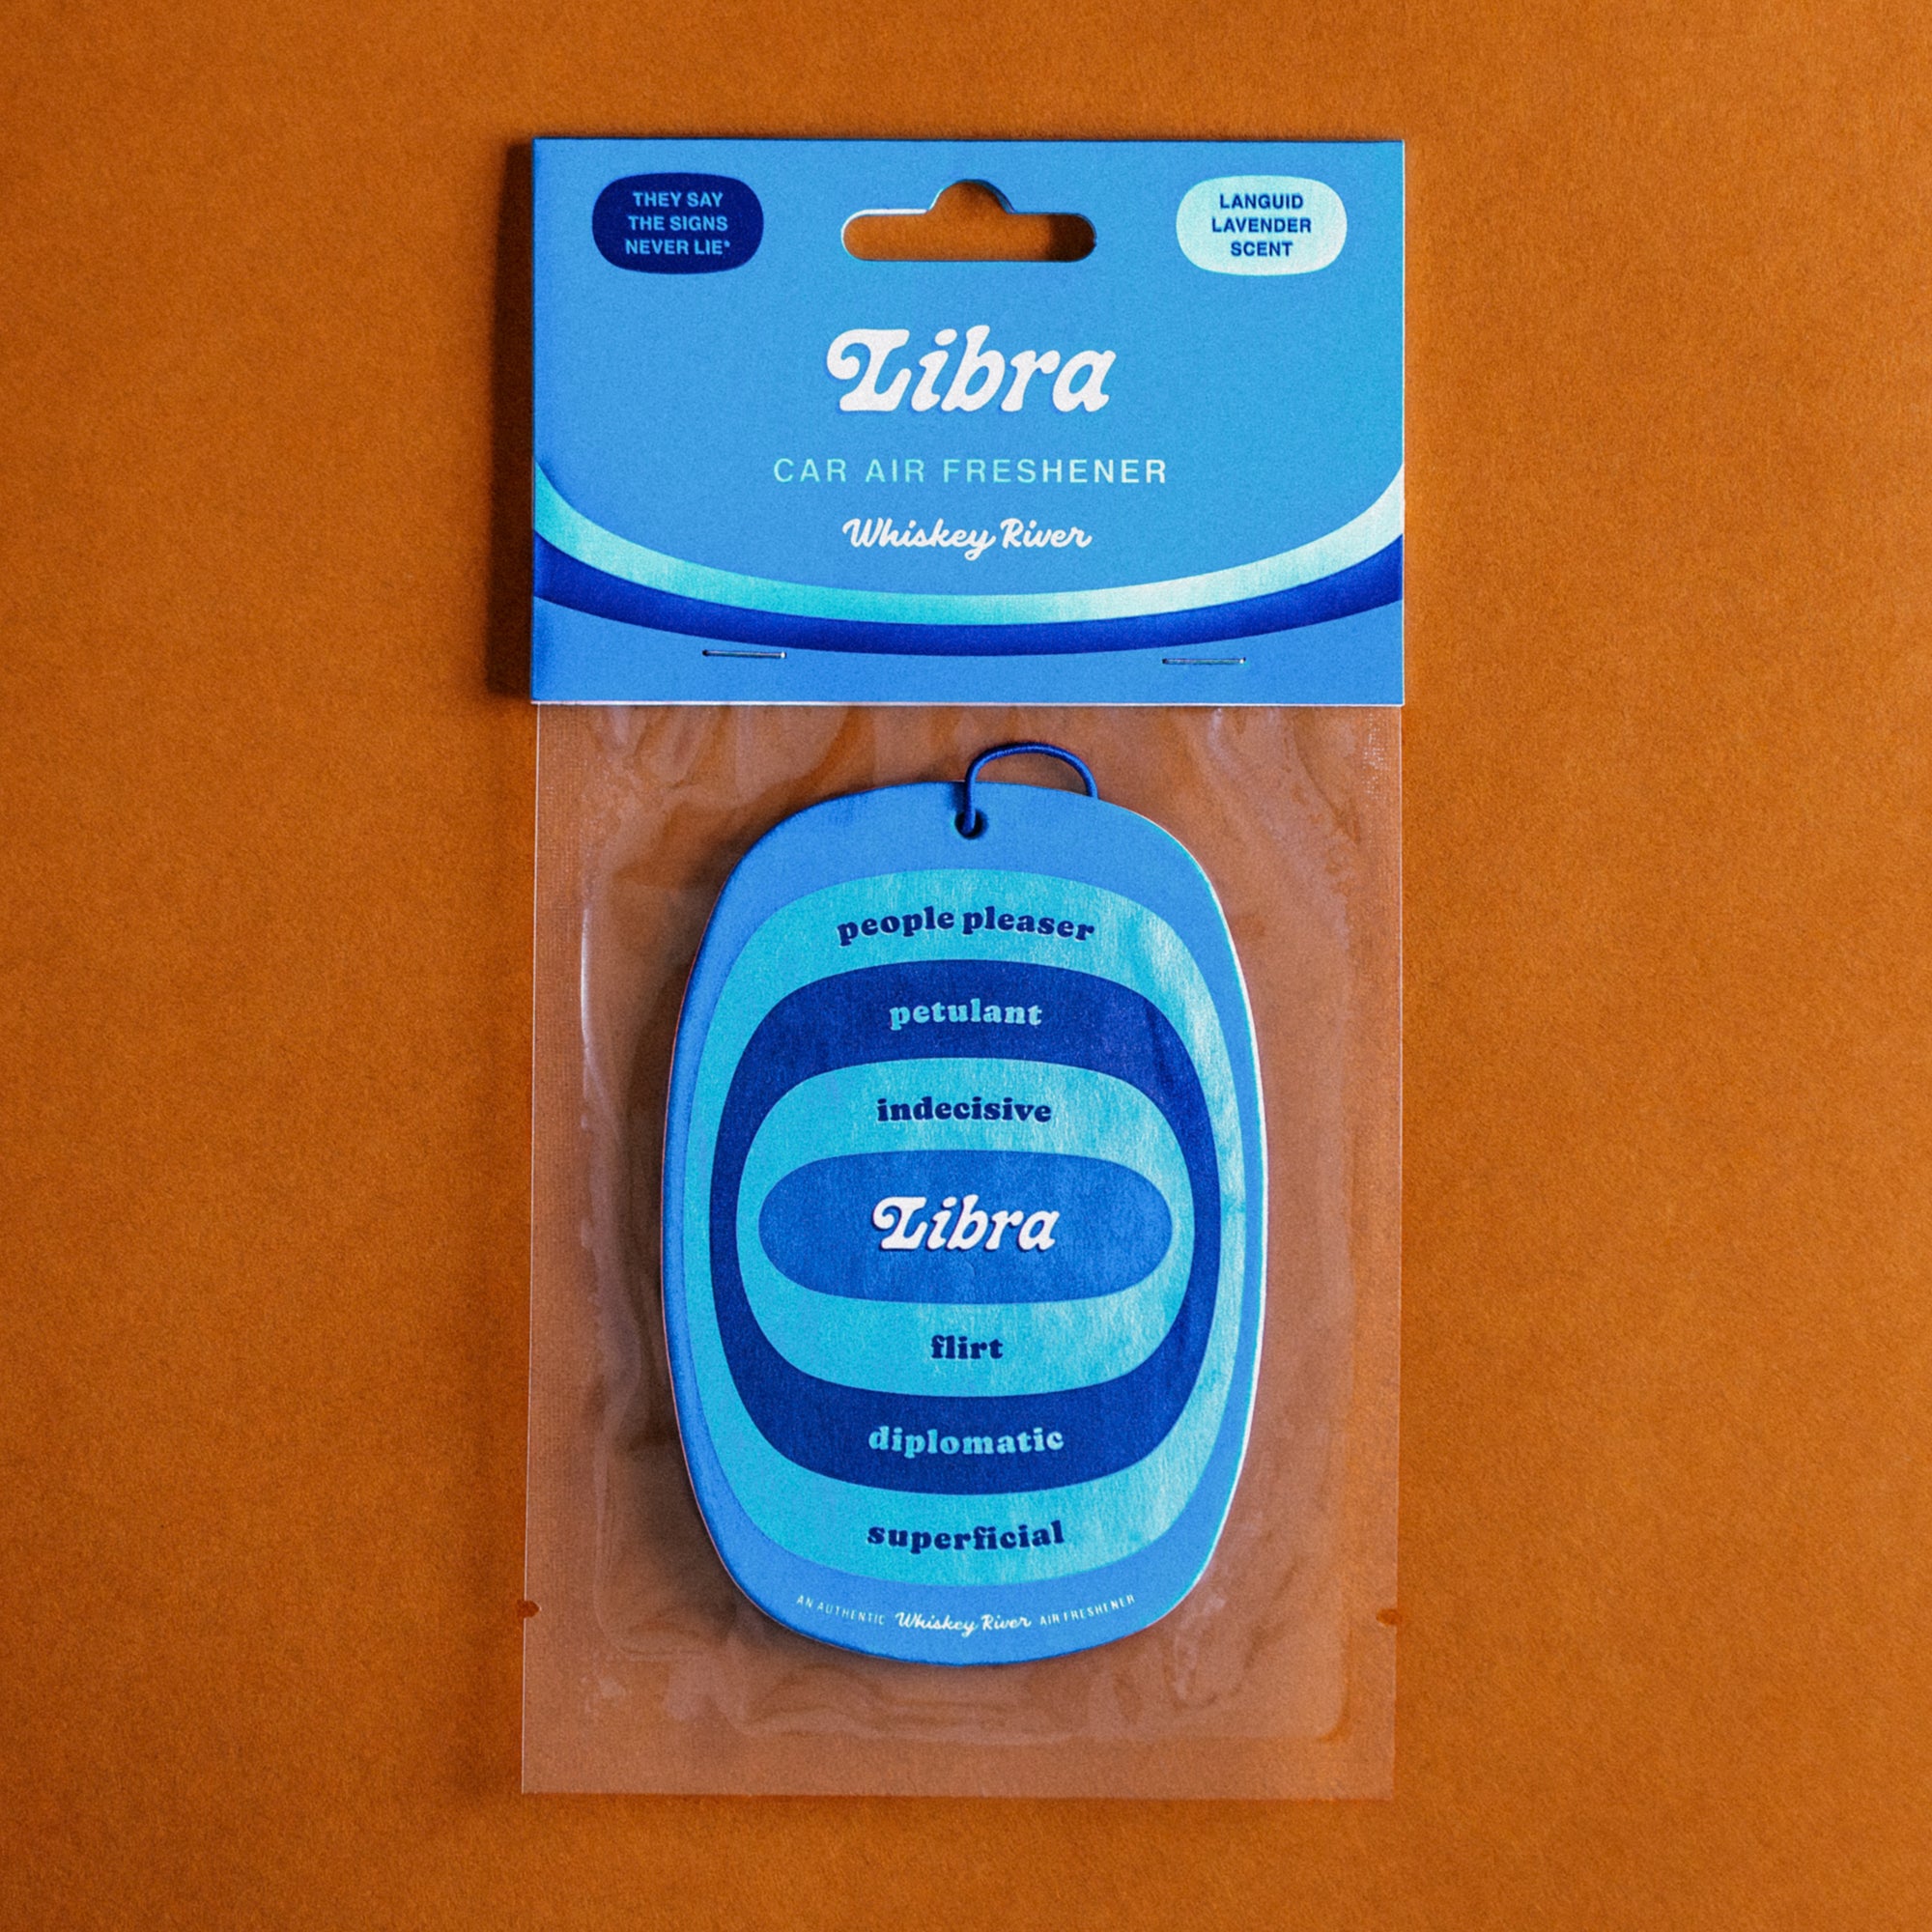 THEY SAY
THE SIGNS
NEVER LIE*
LANGUID
LAVENDER
SCENT
Libra
CAR AIR FRESHENER
Whiskey River
people pleaser
petulant
indecisive
Libra
flirt
diplomatic
superficial
AN AUTHENTIC Whiskey River AIR FRESHENER